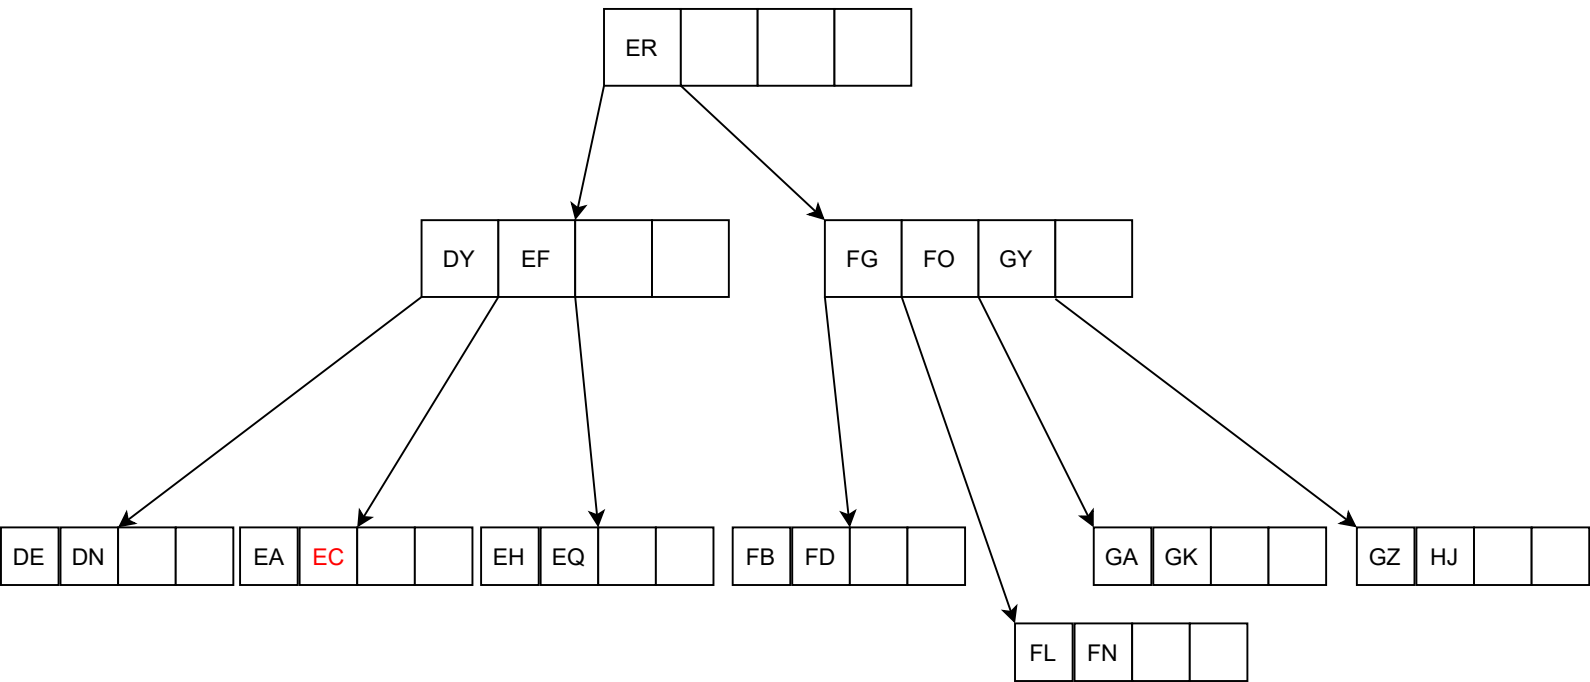 ER
DY EF
FG FO GY
DE DN
EA EC
EH EQ
FB FD
GA GK
GZ HJ
FL FN